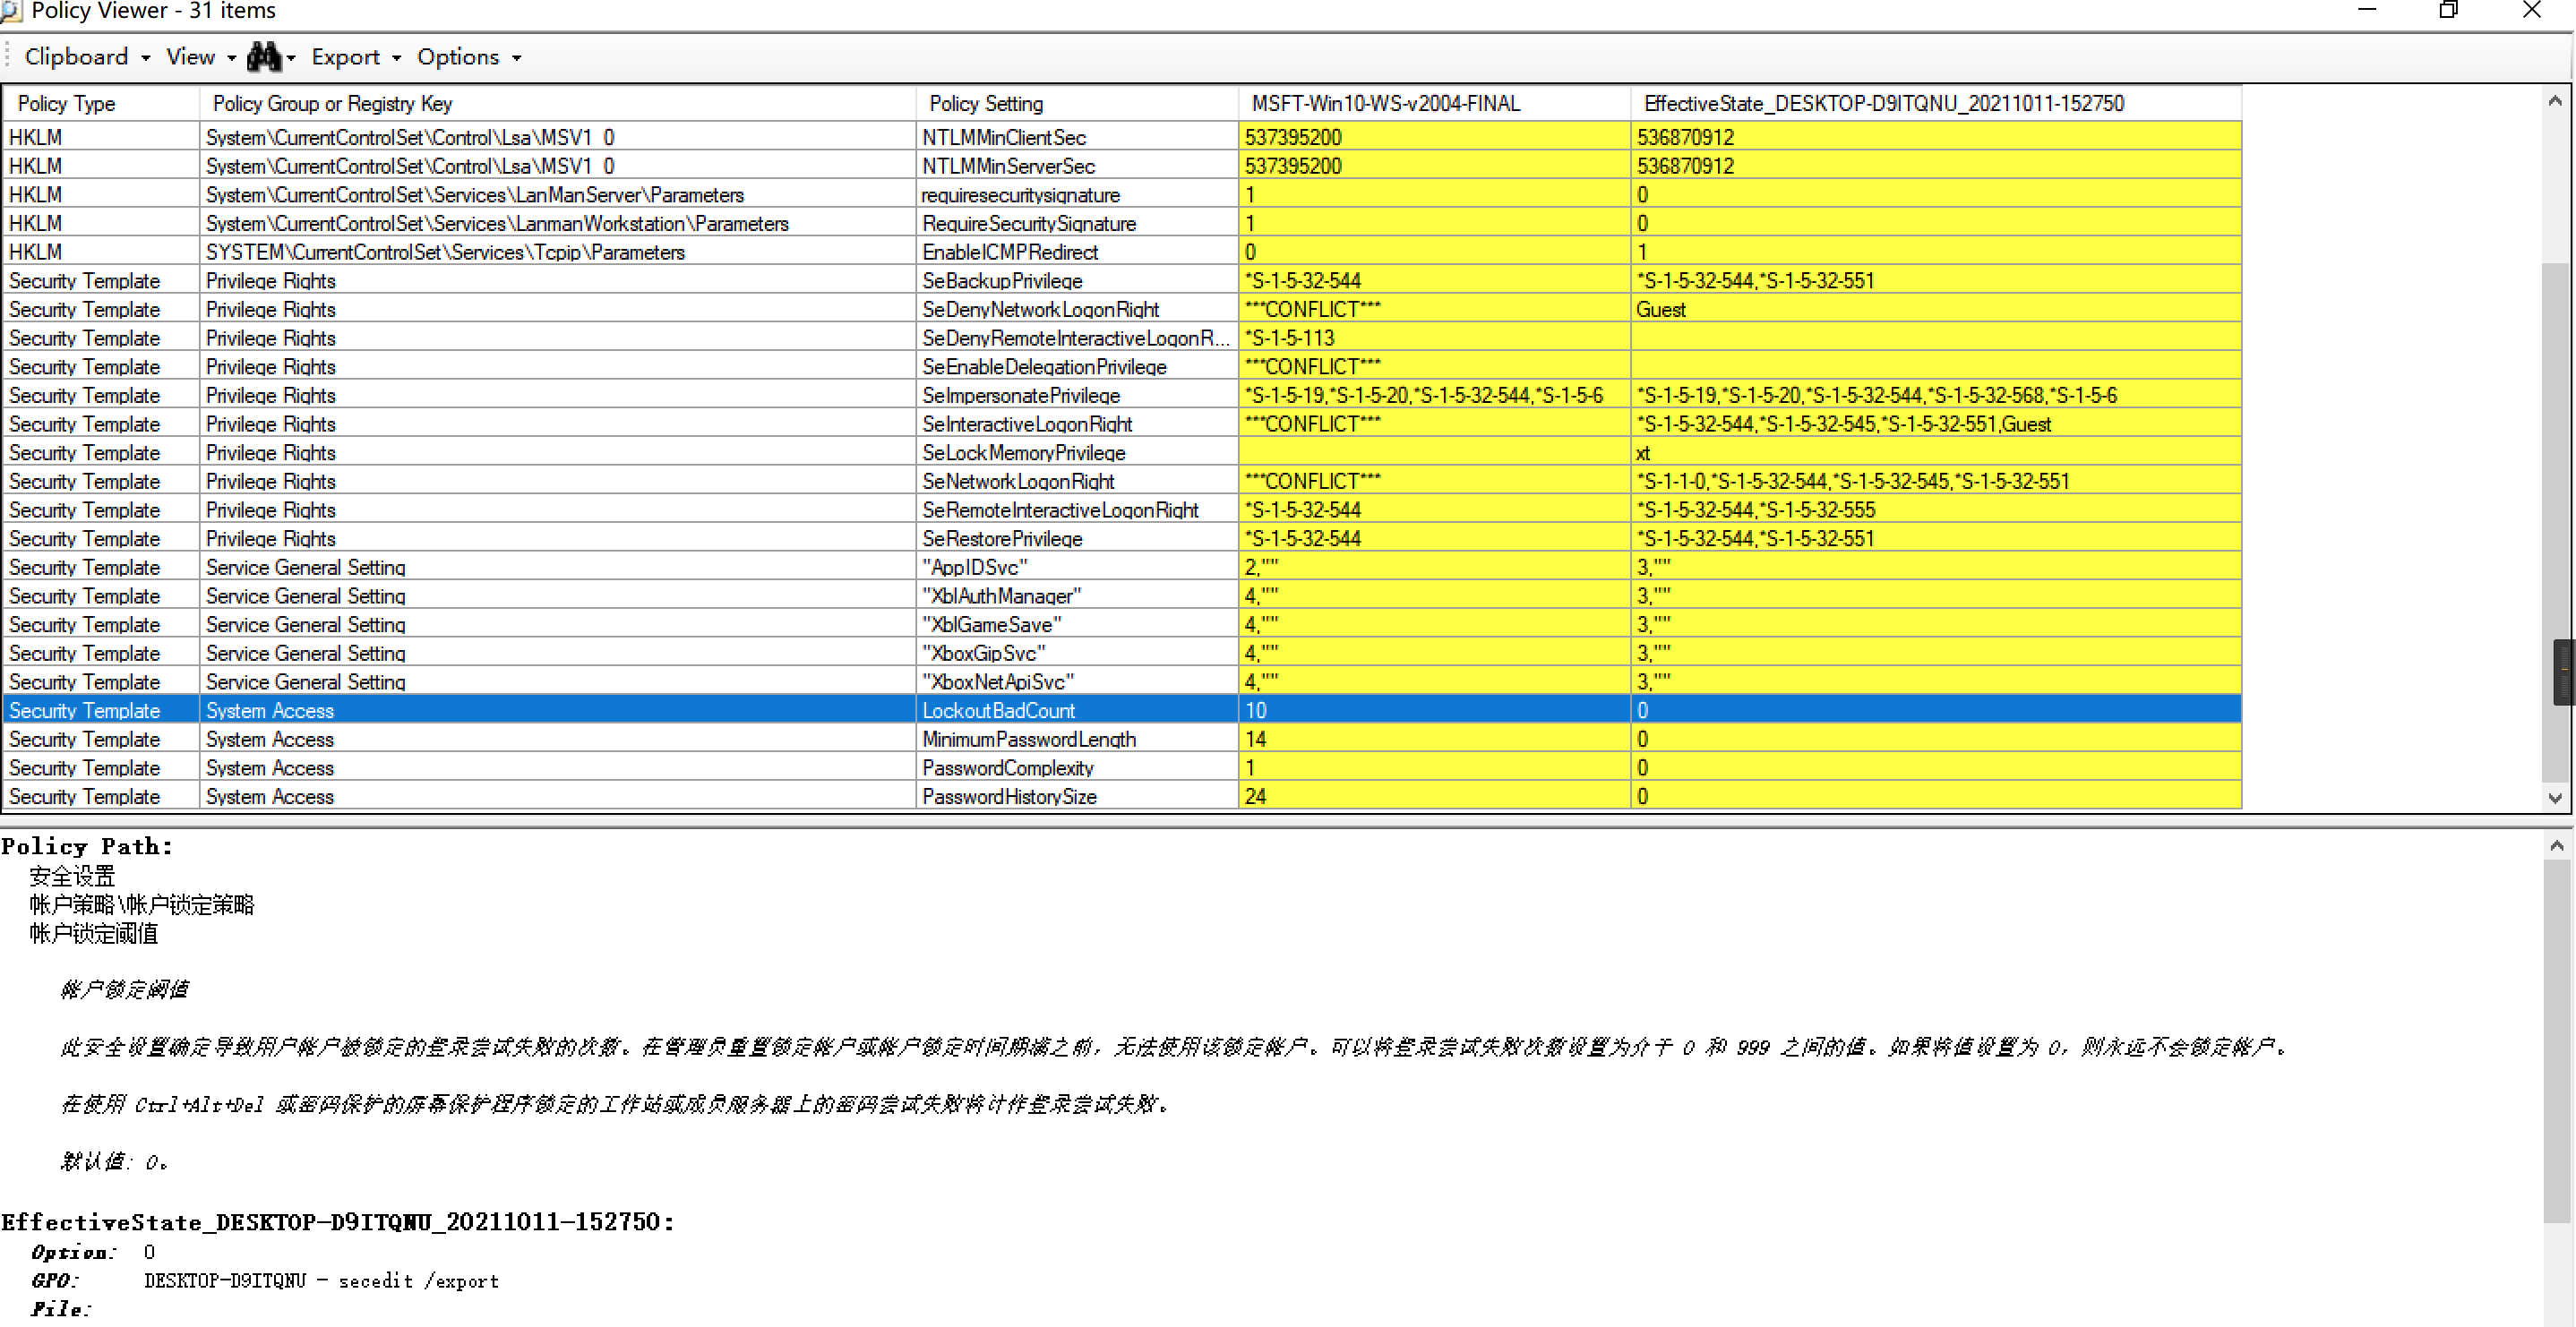 Policy Viewer - 31 items
Clipboard View Export Options
Policy Type Policy Group or Registry Key Policy Setting MSFT-Win10-WS-v2004-FINAL EffectiveState_DESKTOP-D9ITQNU_20211011-152750
HKLM System\CurrentControlSet\Control\Lsa\MSV1_0 NTLMMinClientSec 537395200 536870912
HKLM System\CurrentControlSet\Control\Lsa\MSV1_0 NTLMMinServerSec 537395200 536870912
HKLM System\CurrentControlSet\Services\LanManServer\Parameters requiresecuritysignature 1 0
HKLM System\CurrentControlSet\Services\LanmanWorkstation\Parameters RequireSecuritySignature 1 0
HKLM SYSTEM\CurrentControlSet\Services\Tcpip\Parameters EnableICMPRedirect 0 1
Security Template Privilege Rights SeBackupPrivilege *S-1-5-32-544 *S-1-5-32-544,*S-1-5-32-551
Security Template Privilege Rights SeDenyNetworkLogonRight ***CONFLICT*** Guest
Security Template Privilege Rights SeDenyRemoteInteractiveLogonR... *S-1-5-113
Security Template Privilege Rights SeEnableDelegationPrivilege ***CONFLICT***
Security Template Privilege Rights SeImpersonatePrivilege *S-1-5-19,*S-1-5-20,*S-1-5-32-544,*S-1-5-6 *S-1-5-19,*S-1-5-20,*S-1-5-32-544,*S-1-5-32-568,*S-1-5-6
Security Template Privilege Rights SeInteractiveLogonRight ***CONFLICT*** *S-1-5-32-544,*S-1-5-32-545,*S-1-5-32-551,Guest
Security Template Privilege Rights SeLockMemoryPrivilege xt
Security Template Privilege Rights SeNetworkLogonRight ***CONFLICT*** *S-1-1-0,*S-1-5-32-544,*S-1-5-32-545,*S-1-5-32-551
Security Template Privilege Rights SeRemoteInteractiveLogonRight *S-1-5-32-544 *S-1-5-32-544,*S-1-5-32-555
Security Template Privilege Rights SeRestorePrivilege *S-1-5-32-544 *S-1-5-32-544,*S-1-5-32-551
Security Template Service General Setting "AppIDSvc" 2,"" 3,""
Security Template Service General Setting "XblAuthManager" 4,"" 3,""
Security Template Service General Setting "XblGameSave" 4,"" 3,""
Security Template Service General Setting "XboxGipSvc" 4,"" 3,""
Security Template Service General Setting "XboxNetApiSvc" 4,"" 3,""
Security Template System Access LockoutBadCount 10 0
Security Template System Access MinimumPasswordLength 14 0
Security Template System Access PasswordComplexity 1 0
Security Template System Access PasswordHistorySize 24 0
Policy Path:
安全设置
帐户策略\帐户锁定策略
帐户锁定阈值
帐户锁定阈值
此安全设置确定导致用户帐户被锁定的登录尝试失败的次数。在管理员重置锁定帐户或帐户锁定时间期满之前，无法使用该锁定帐户。可以将登录尝试失败次数设置为介于 0 和 999 之间的值。如果将值设置为 0，则永远不会锁定帐户。
在使用 Ctrl+Alt+Del 或密码保护的屏幕保护程序锁定的工作站或成员服务器上的密码尝试失败将计作登录尝试失败。
默认值: 0。
EffectiveState_DESKTOP-D9ITQNU_20211011-152750:
Option: 0
GPO: DESKTOP-D9ITQNU - secedit /export
File: